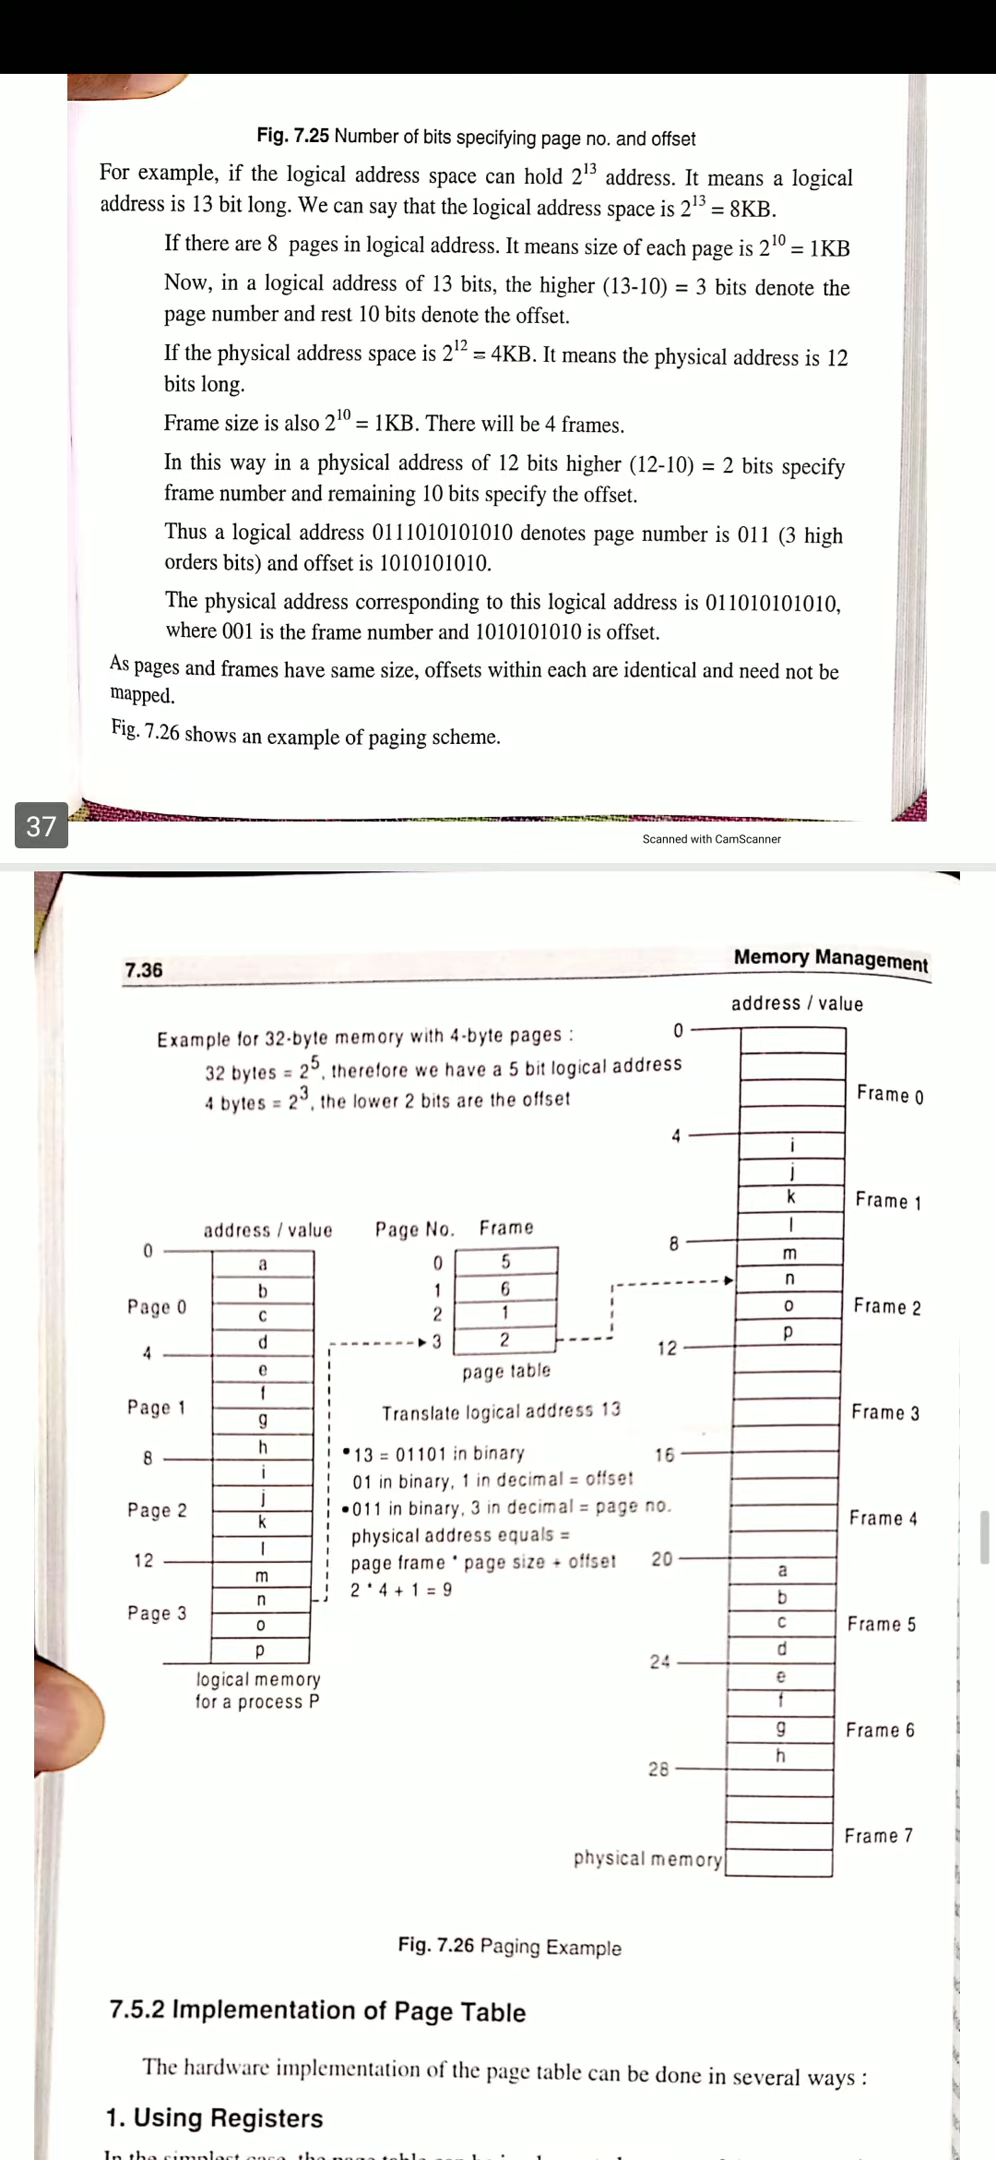 Fig. 7.25 Number of bits specifying page no. and offset
For example, if the logical address space can hold 2^13 address. It means a logical
address is 13 bit long. We can say that the logical address space is 2^13 = 8KB.
If there are 8 pages in logical address. It means size of each page is 2^10 = 1KB
Now, in a logical address of 13 bits, the higher (13-10) = 3 bits denote the
page number and rest 10 bits denote the offset.
If the physical address space is 2^12 = 4KB. It means the physical address is 12
bits long.
Frame size is also 2^10 = 1KB. There will be 4 frames.
In this way in a physical address of 12 bits higher (12-10) = 2 bits specify
frame number and remaining 10 bits specify the offset.
Thus a logical address 0111010101010 denotes page number is 011 (3 high
orders bits) and offset is 1010101010.
The physical address corresponding to this logical address is 011010101010,
where 001 is the frame number and 1010101010 is offset.
As pages and frames have same size, offsets within each are identical and need not be
mapped.
Fig. 7.26 shows an example of paging scheme.
37
Scanned with CamScanner
7.36
Memory Management
Example for 32-byte memory with 4-byte pages :
32 bytes = 2^5, therefore we have a 5 bit logical address
4 bytes = 2^3, the lower 2 bits are the offset
address / value
0
a
b
Page 0
c
d
4
e
f
Page 1
g
h
8
i
j
Page 2
k
l
12
m
n
Page 3
o
p
logical memory
for a process P
Page No. Frame
0 5
1 6
2 1
3 2
page table
Translate logical address 13
•13 = 01101 in binary
01 in binary, 1 in decimal = offset
•011 in binary, 3 in decimal = page no.
physical address equals =
page frame * page size + offset
2 * 4 + 1 = 9
address / value
0
Frame 0
4
i
j
k
Frame 1
l
8
m
n
o
Frame 2
p
12
Frame 3
16
Frame 4
20
a
b
c
Frame 5
d
24
e
f
g
Frame 6
h
28
Frame 7
physical memory
Fig. 7.26 Paging Example
7.5.2 Implementation of Page Table
The hardware implementation of the page table can be done in several ways :
1. Using Registers